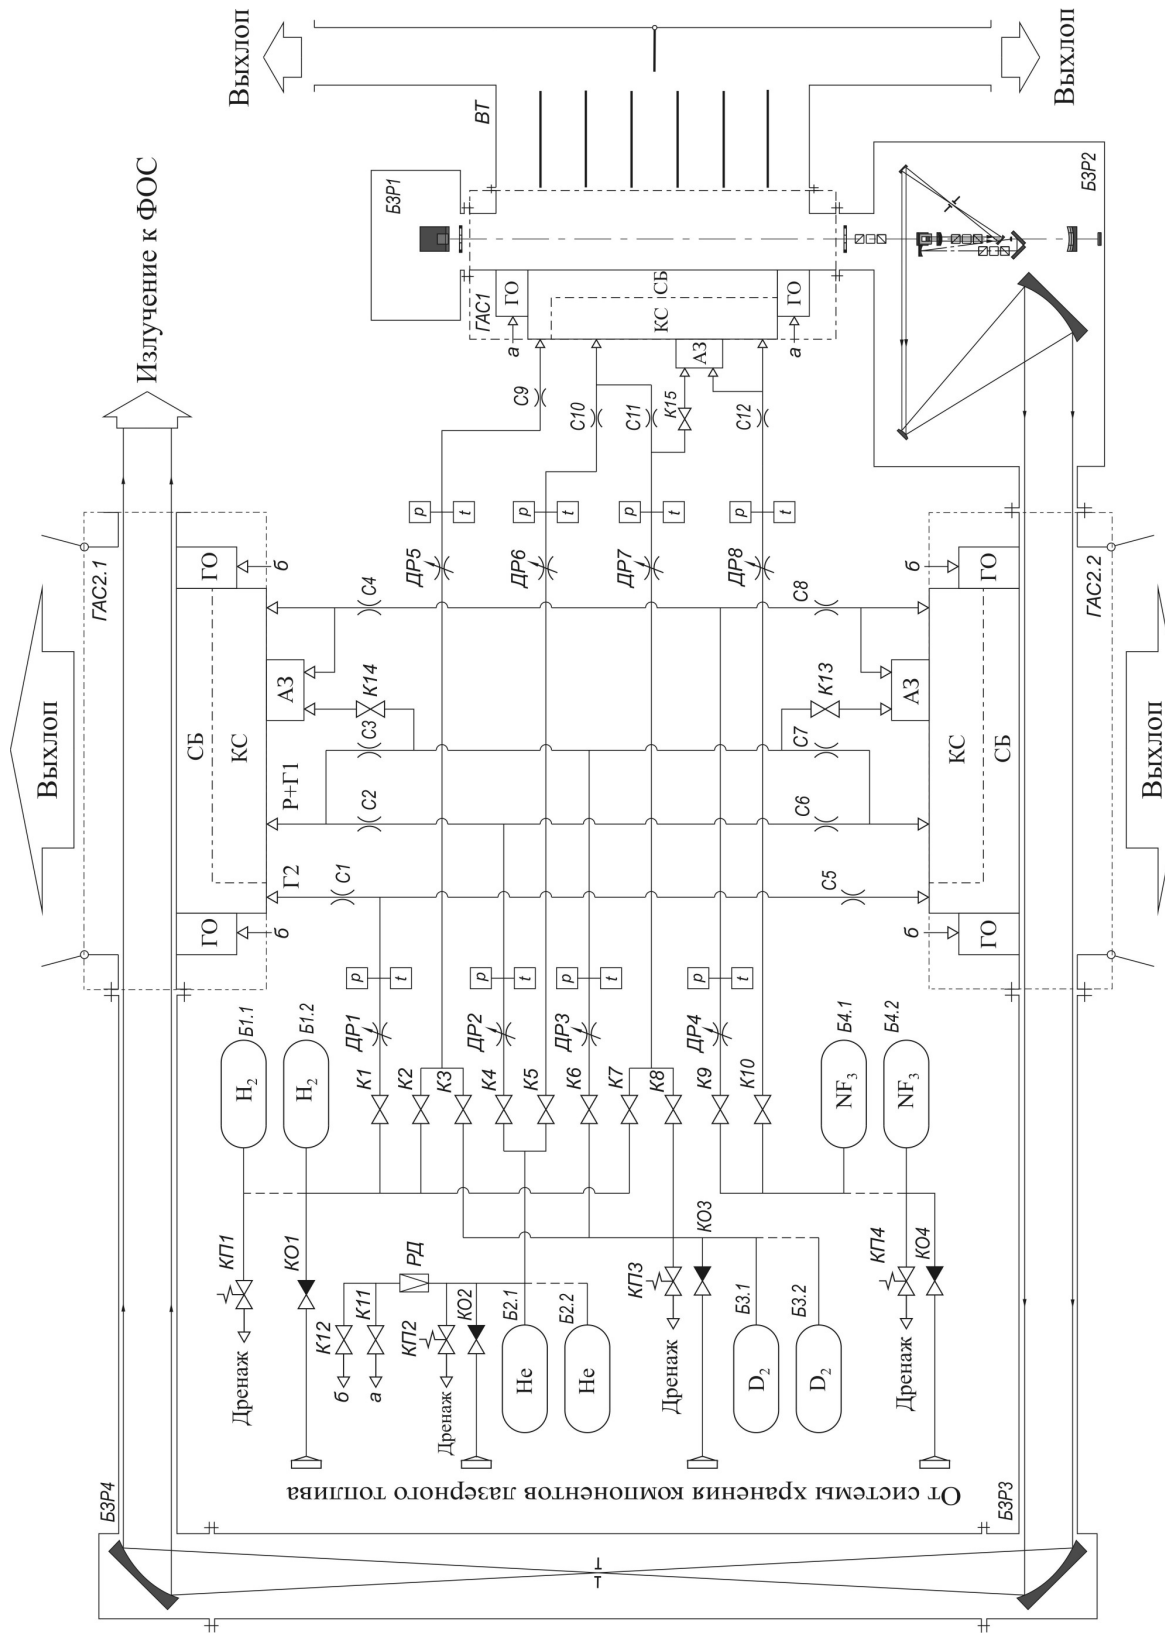 Выхлоп
Излучение к ФОС
Выхлоп
ВТ
БЗР1
БЗР2
Выхлоп
ГАС1
ГО
СБ
КС
ГО
АЗ
а
а
С9
С10
С11
К15
С12
p
t
p
t
p
t
p
t
ДР5
ДР6
ДР7
ДР8
Выхлоп
ГАС2.1
ГО
б
СБ
КС
АЗ
Р+Г1
Г2
ГО
б
С4
К14
С3
С2
С1
С8
К13
С7
С6
С5
ГО
б
АЗ
КС
СБ
ГО
б
ГАС2.2
Выхлоп
p
t
p
t
p
t
p
t
ДР1
ДР2
ДР3
ДР4
К1
К2
К3
К4
К5
К6
К7
К8
К9
К10
H2
Б1.1
H2
Б1.2
NF3
Б4.1
NF3
Б4.2
КП1
КО1
РД
К12
К11
КП2
КО2
Б2.1
Б2.2
КП3
КО3
Б3.1
Б3.2
КП4
КО4
Дренаж
б
а
Дренаж
He
He
Дренаж
D2
D2
Дренаж
От системы хранения компонентов лазерного топлива
БЗР4
БЗР3